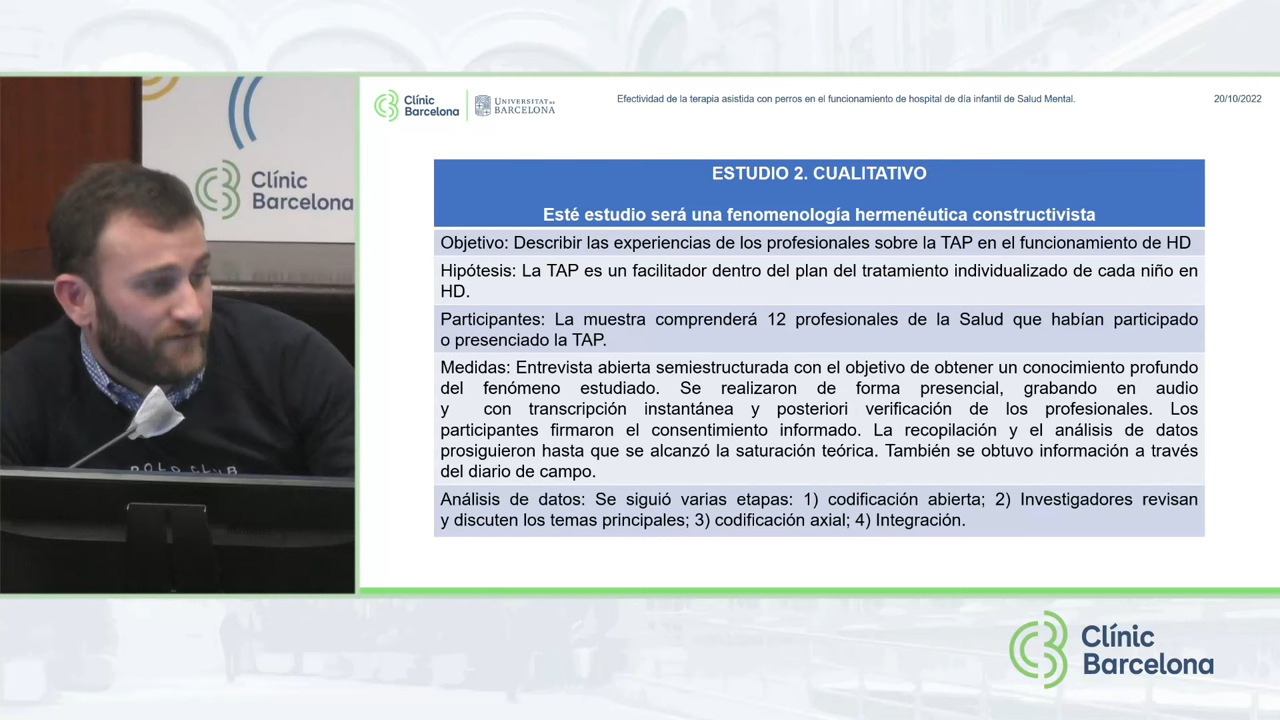 Clínic
Barcelona
POLO CLUB
Clínic
Barcelona
UNIVERSITAT DE
BARCELONA
Efectividad de la terapia asistida con perros en el funcionamiento de hospital de día infantil de Salud Mental.
20/10/2022
ESTUDIO 2. CUALITATIVO
Esté estudio será una fenomenología hermenéutica constructivista
Objetivo: Describir las experiencias de los profesionales sobre la TAP en el funcionamiento de HD
Hipótesis: La TAP es un facilitador dentro del plan del tratamiento individualizado de cada niño en
HD.
Participantes: La muestra comprenderá 12 profesionales de la Salud que habían participado
o presenciado la TAP.
Medidas: Entrevista abierta semiestructurada con el objetivo de obtener un conocimiento profundo
del fenómeno estudiado. Se realizaron de forma presencial, grabando en audio
y con transcripción instantánea y posteriori verificación de los profesionales. Los
participantes firmaron el consentimiento informado. La recopilación y el análisis de datos
prosiguieron hasta que se alcanzó la saturación teórica. También se obtuvo información a través
del diario de campo.
Análisis de datos: Se siguió varias etapas: 1) codificación abierta; 2) Investigadores revisan
y discuten los temas principales; 3) codificación axial; 4) Integración.
Clínic
Barcelona